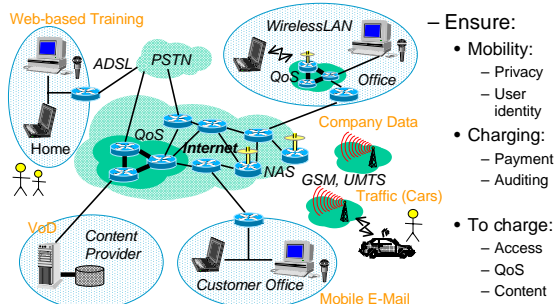 Web-based Training
ADSL
PSTN
Home
WirelessLAN
QoS
Office
QoS
Internet
NAS
Company Data
GSM, UMTS
Traffic (Cars)
VoD
Content
Provider
Customer Office
Mobile E-Mail
– Ensure:
• Mobility:
– Privacy
– User
identity
• Charging:
– Payment
– Auditing
• To charge:
– Access
– QoS
– Content